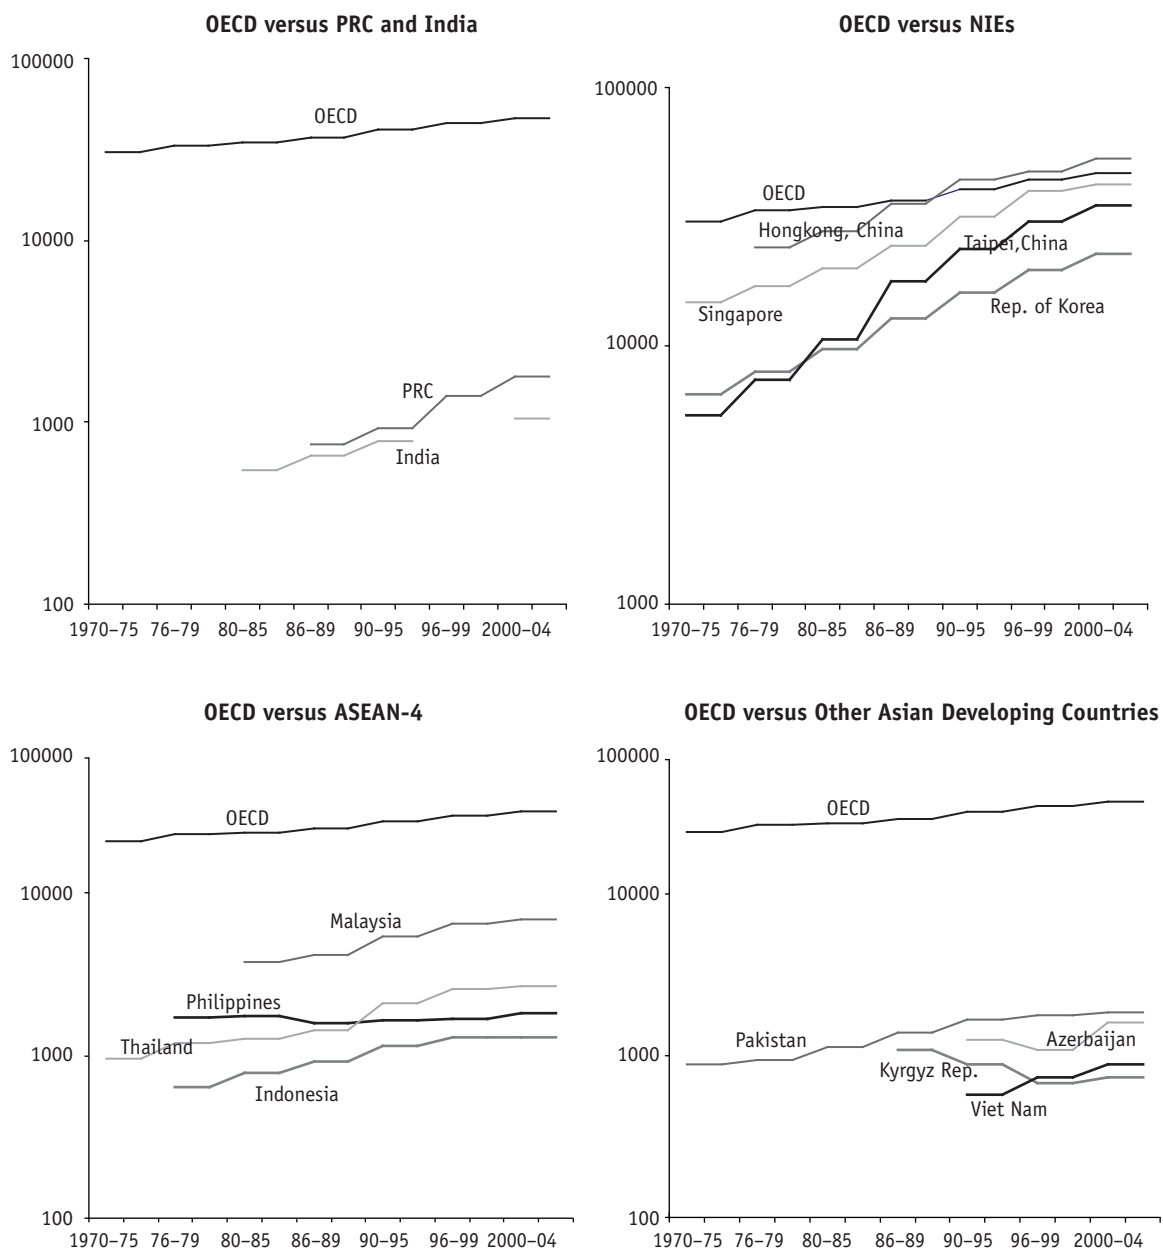 OECD versus PRC and India
100000
OECD
10000
PRC
1000
India
100
1970–75 76–79 80–85 86–89 90–95 96–99 2000–04
OECD versus NIEs
100000
OECD
Hongkong, China
Taipei,China
Singapore
Rep. of Korea
10000
1000
1970–75 76–79 80–85 86–89 90–95 96–99 2000–04
OECD versus ASEAN-4
100000
OECD
10000
Malaysia
Philippines
Thailand
1000
Indonesia
100
1970–75 76–79 80–85 90–95 96–99 2000–04
OECD versus Other Asian Developing Countries
100000
OECD
10000
Pakistan
Azerbaijan
1000
Kyrgyz Rep.
Viet Nam
100
1970–75 76–79 80–85 86–89 90–95 96–99 2000–04